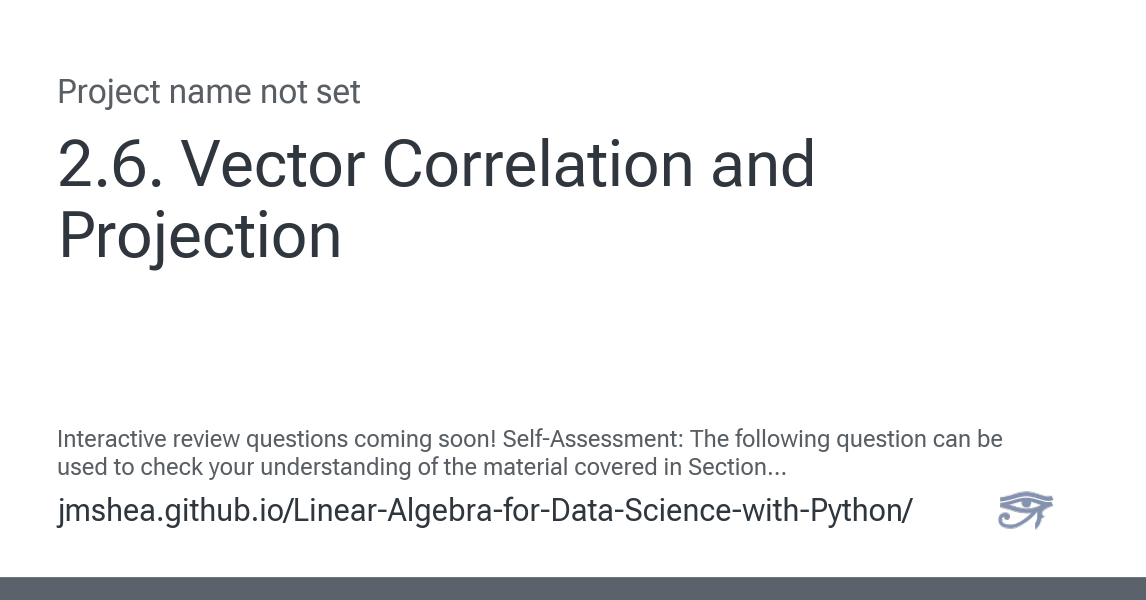 Project name not set
2.6. Vector Correlation and
Projection
Interactive review questions coming soon! Self-Assessment: The following question can be
used to check your understanding of the material covered in Section...
jmshea.github.io/Linear-Algebra-for-Data-Science-with-Python/